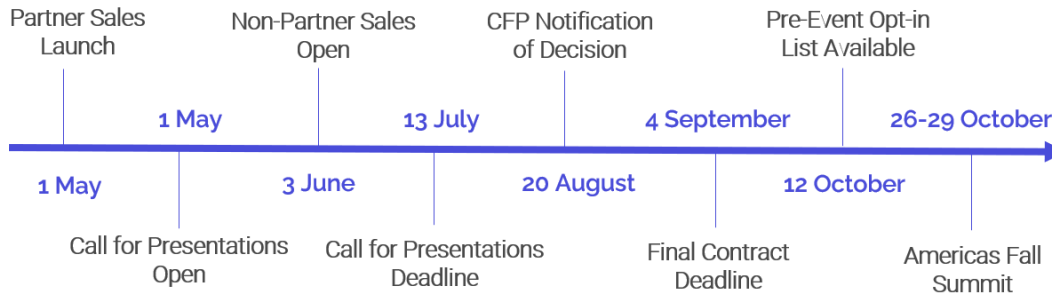 Partner Sales
Launch
Non-Partner Sales
Open
CFP Notification
of Decision
Pre-Event Opt-in
List Available
1 May
13 July
4 September
26-29 October
1 May
3 June
20 August
12 October
Call for Presentations
Open
Call for Presentations
Deadline
Final Contract
Deadline
Americas Fall
Summit